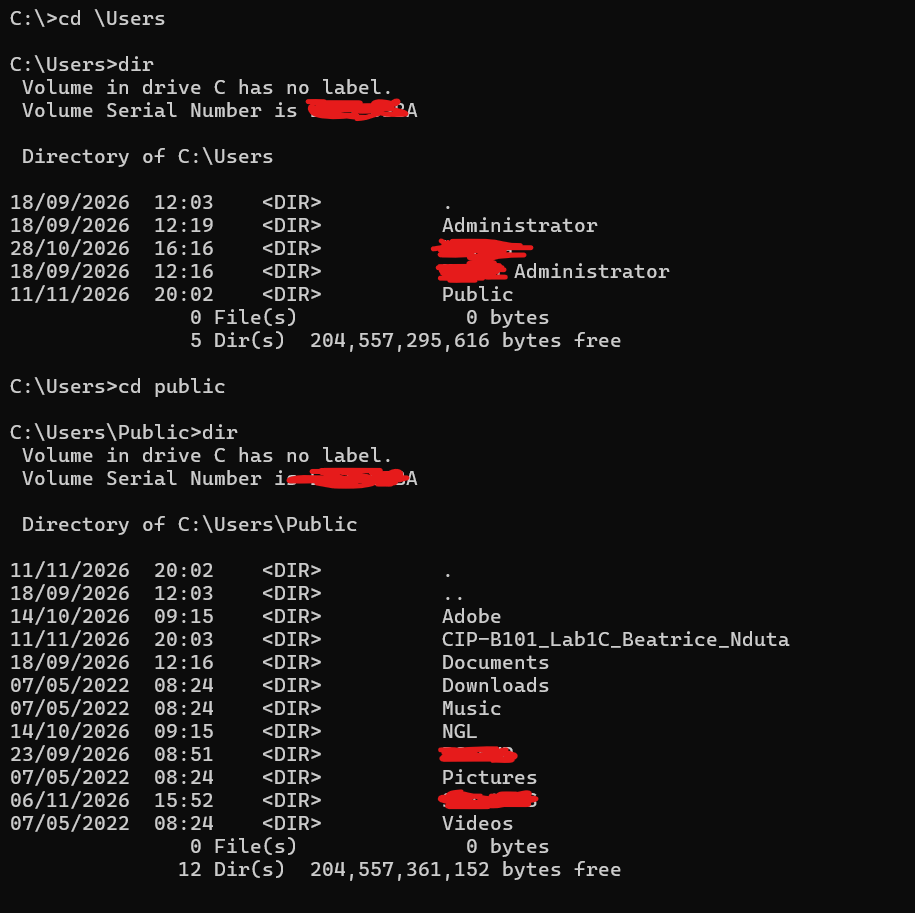 C:\>cd \Users
C:\Users>dir
Volume in drive C has no label.
Volume Serial Number is
Directory of C:\Users
18/09/2026  12:03    <DIR>          .
18/09/2026  12:19    <DIR>          Administrator
28/10/2026  16:16    <DIR>
18/09/2026  12:16    <DIR>          Administrator
11/11/2026  20:02    <DIR>          Public
0 File(s)              0 bytes
5 Dir(s)  204,557,295,616 bytes free
C:\Users>cd public
C:\Users\Public>dir
Volume in drive C has no label.
Volume Serial Number is
Directory of C:\Users\Public
11/11/2026  20:02    <DIR>          .
18/09/2026  12:03    <DIR>          ..
14/10/2026  09:15    <DIR>          Adobe
11/11/2026  20:03    <DIR>          CIP-B101_Lab1C_Beatrice_Nduta
18/09/2026  12:16    <DIR>          Documents
07/05/2022  08:24    <DIR>          Downloads
07/05/2022  08:24    <DIR>          Music
14/10/2026  09:15    <DIR>          NGL
23/09/2026  08:51    <DIR>
07/05/2022  08:24    <DIR>          Pictures
06/11/2026  15:52    <DIR>
07/05/2022  08:24    <DIR>          Videos
0 File(s)              0 bytes
12 Dir(s)  204,557,361,152 bytes free